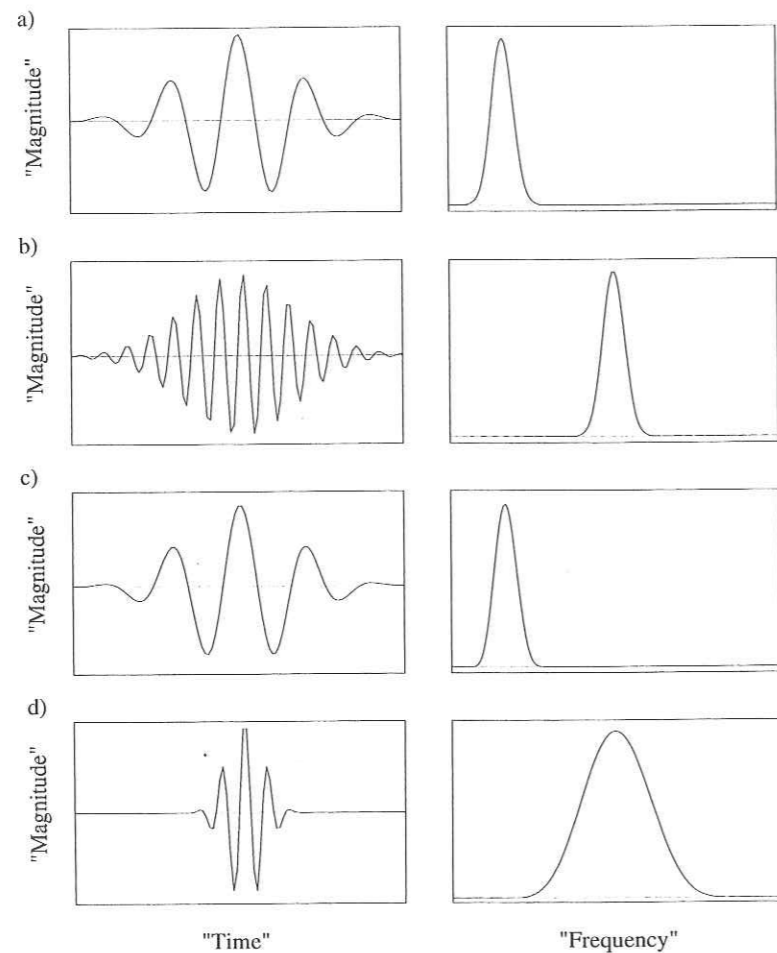 a)
"Magnitude"
b)
"Magnitude"
c)
"Magnitude"
d)
"Magnitude"
"Time" "Frequency"